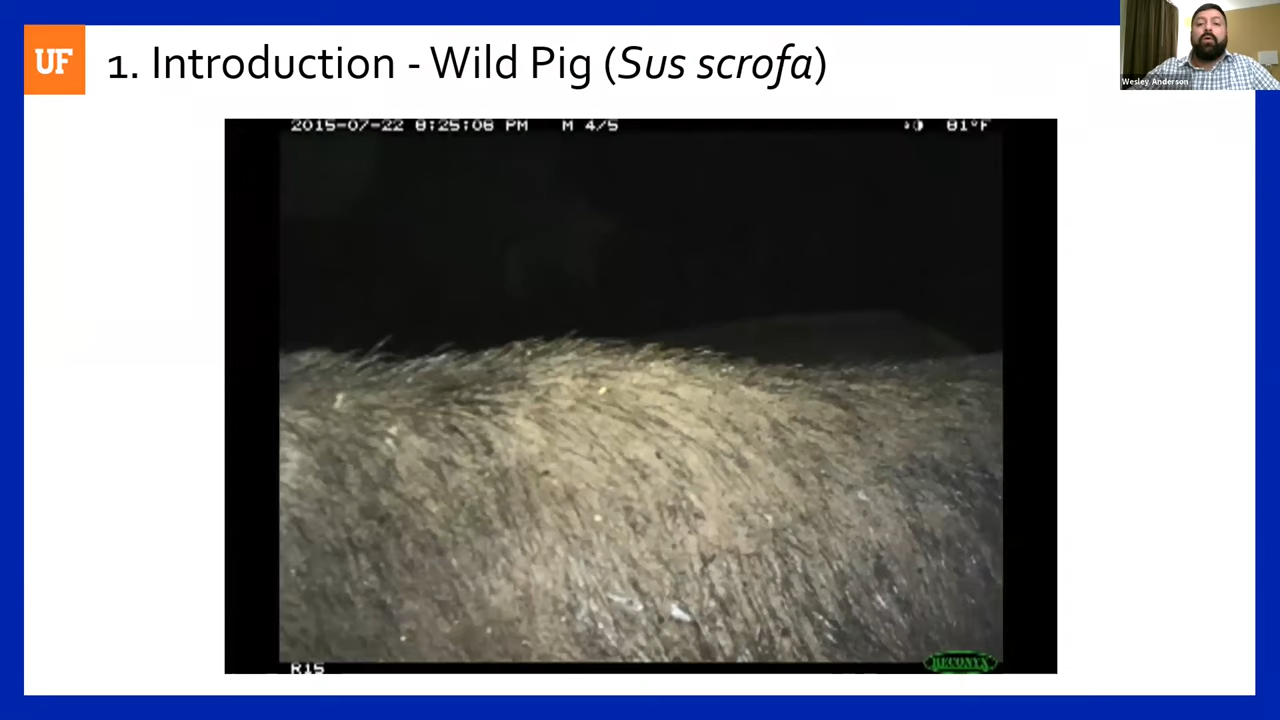 UF
1. Introduction - Wild Pig (Sus scrofa)
Wesley Anderson
2015-07-22 8:25:08 PM M 4/5 81°F
R15
RECONYX